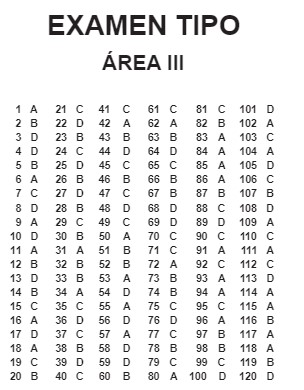 EXAMEN TIPO
ÁREA III
1 A 21 C 41 C 61 C 81 C 101 D
2 B 22 D 42 A 62 A 82 B 102 A
3 D 23 B 43 B 63 B 83 A 103 C
4 D 24 C 44 D 64 D 84 A 104 A
5 B 25 D 45 C 65 C 85 A 105 D
6 A 26 B 46 B 66 B 86 A 106 C
7 C 27 D 47 C 67 B 87 B 107 B
8 D 28 B 48 D 68 D 88 C 108 D
9 A 29 C 49 C 69 D 89 D 109 A
10 D 30 B 50 A 70 C 90 C 110 C
11 A 31 A 51 B 71 C 91 A 111 A
12 B 32 B 52 B 72 A 92 C 112 C
13 D 33 B 53 A 73 B 93 A 113 D
14 B 34 A 54 D 74 B 94 A 114 A
15 C 35 C 55 A 75 C 95 C 115 A
16 A 36 D 56 D 76 D 96 A 116 B
17 D 37 C 57 A 77 C 97 B 117 A
18 A 38 B 58 D 78 B 98 B 118 A
19 C 39 D 59 D 79 C 99 C 119 B
20 B 40 C 60 B 80 A 100 D 120 D